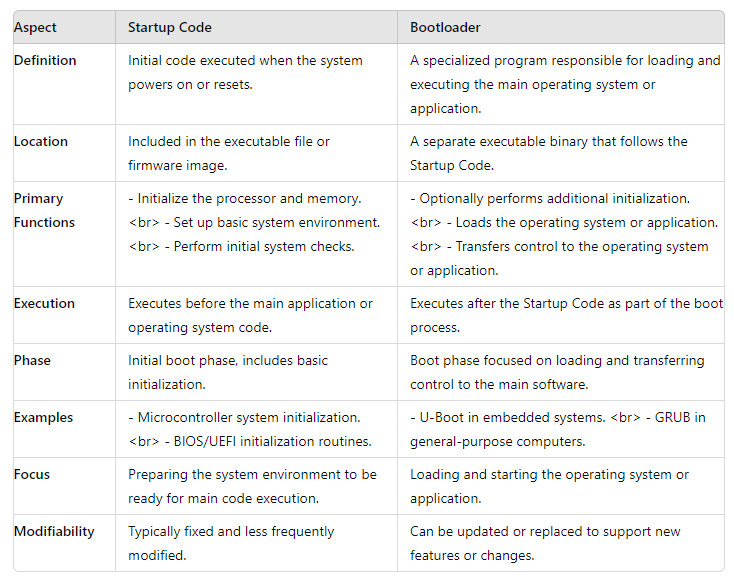 Aspect Startup Code Bootloader
Definition Initial code executed when the system A specialized program responsible for loading and
powers on or resets. executing the main operating system or
application.
Location Included in the executable file or A separate executable binary that follows the
firmware image. Startup Code.
Primary - Initialize the processor and memory. - Optionally performs additional initialization.
Functions <br> - Set up basic system environment. <br> - Loads the operating system or application.
<br> - Perform initial system checks. <br> - Transfers control to the operating system
or application.
Execution Executes before the main application or Executes after the Startup Code as part of the boot
operating system code. process.
Phase Initial boot phase, includes basic Boot phase focused on loading and transferring
initialization. control to the main software.
Examples - Microcontroller system initialization. - U-Boot in embedded systems. <br> - GRUB in
<br> - BIOS/UEFI initialization routines. general-purpose computers.
Focus Preparing the system environment to be Loading and starting the operating system or
ready for main code execution. application.
Modifiability Typically fixed and less frequently Can be updated or replaced to support new
modified. features or changes.